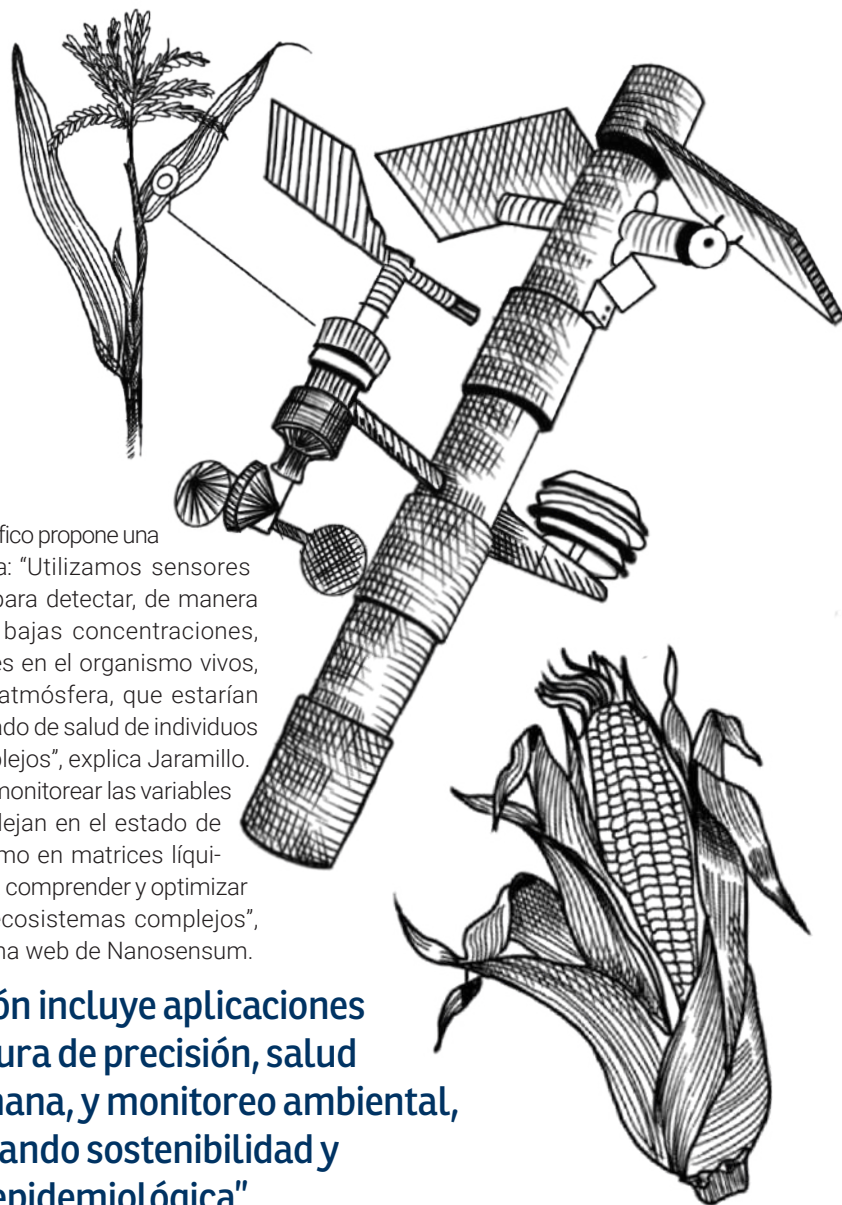 fico propone una
a: “Utilizamos sensores
para detectar, de manera
bajas concentraciones,
es en el organismo vivos,
atmósfera, que estarían
ado de salud de individuos
plejos”, explica Jaramillo.
monitorear las variables
lejan en el estado de
mo en matrices líqui-
comprender y optimizar
ecosistemas complejos”,
na web de Nanosensum.
ón incluye aplicaciones
ura de precisión, salud
nana, y monitoreo ambiental,
ando sostenibilidad y
epidemiológica”